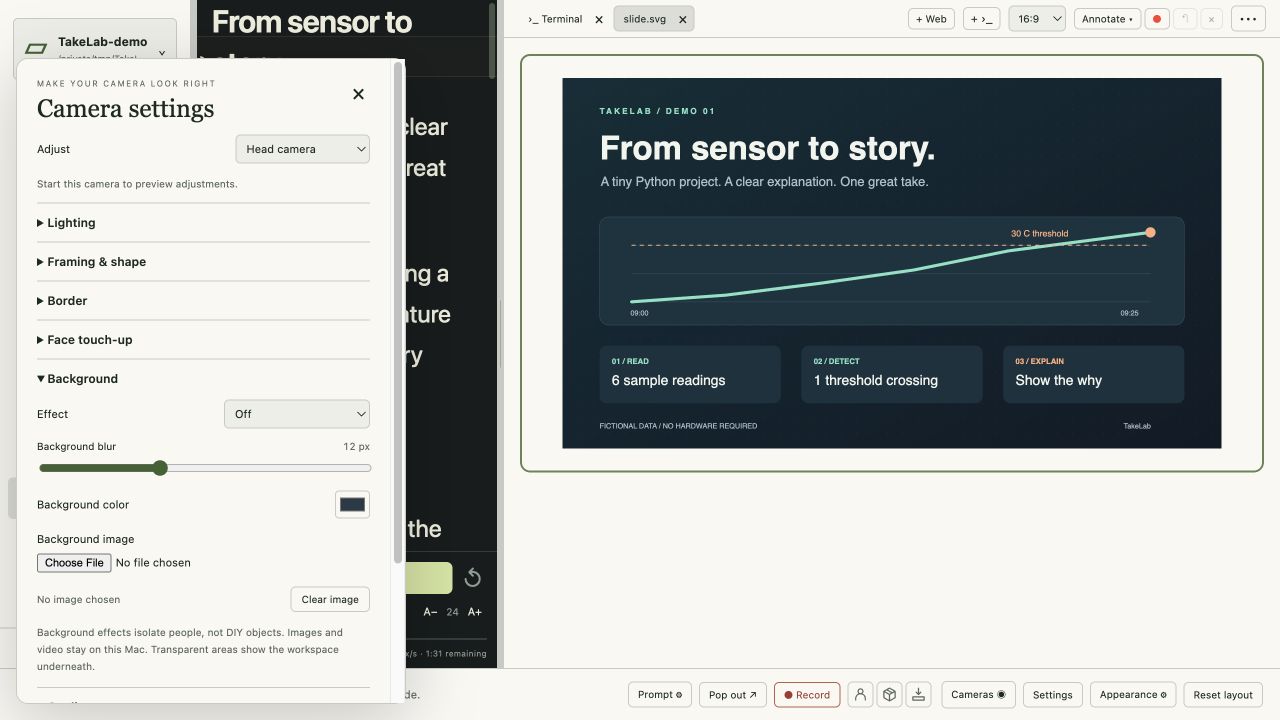 TakeLab-demo
MAKE YOUR CAMERA LOOK RIGHT
Camera settings
Adjust
Head camera
Start this camera to preview adjustments.
Lighting
Framing & shape
Border
Face touch-up
Background
Effect
Off
Background blur
12 px
Background color
Background image
Choose File No file chosen
No image chosen
Clear image
Background effects isolate people, not DIY objects. Images and
video stay on this Mac. Transparent areas show the workspace
underneath.
From sensor to
clear
reat
ng a
ature
ry
the
A− 24 A+
x/s · 1:31 remaining
›_ Terminal ×
slide.svg ×
+ Web
+ ›_
16:9
Annotate
TAKELAB / DEMO 01
From sensor to story.
A tiny Python project. A clear explanation. One great take.
30 C threshold
09:00
09:25
01 / READ
6 sample readings
02 / DETECT
1 threshold crossing
03 / EXPLAIN
Show the why
FICTIONAL DATA / NO HARDWARE REQUIRED
TakeLab
de.
Prompt ⚙
Pop out ↗
Record
Cameras ◉
Settings
Appearance ⚙
Reset layout